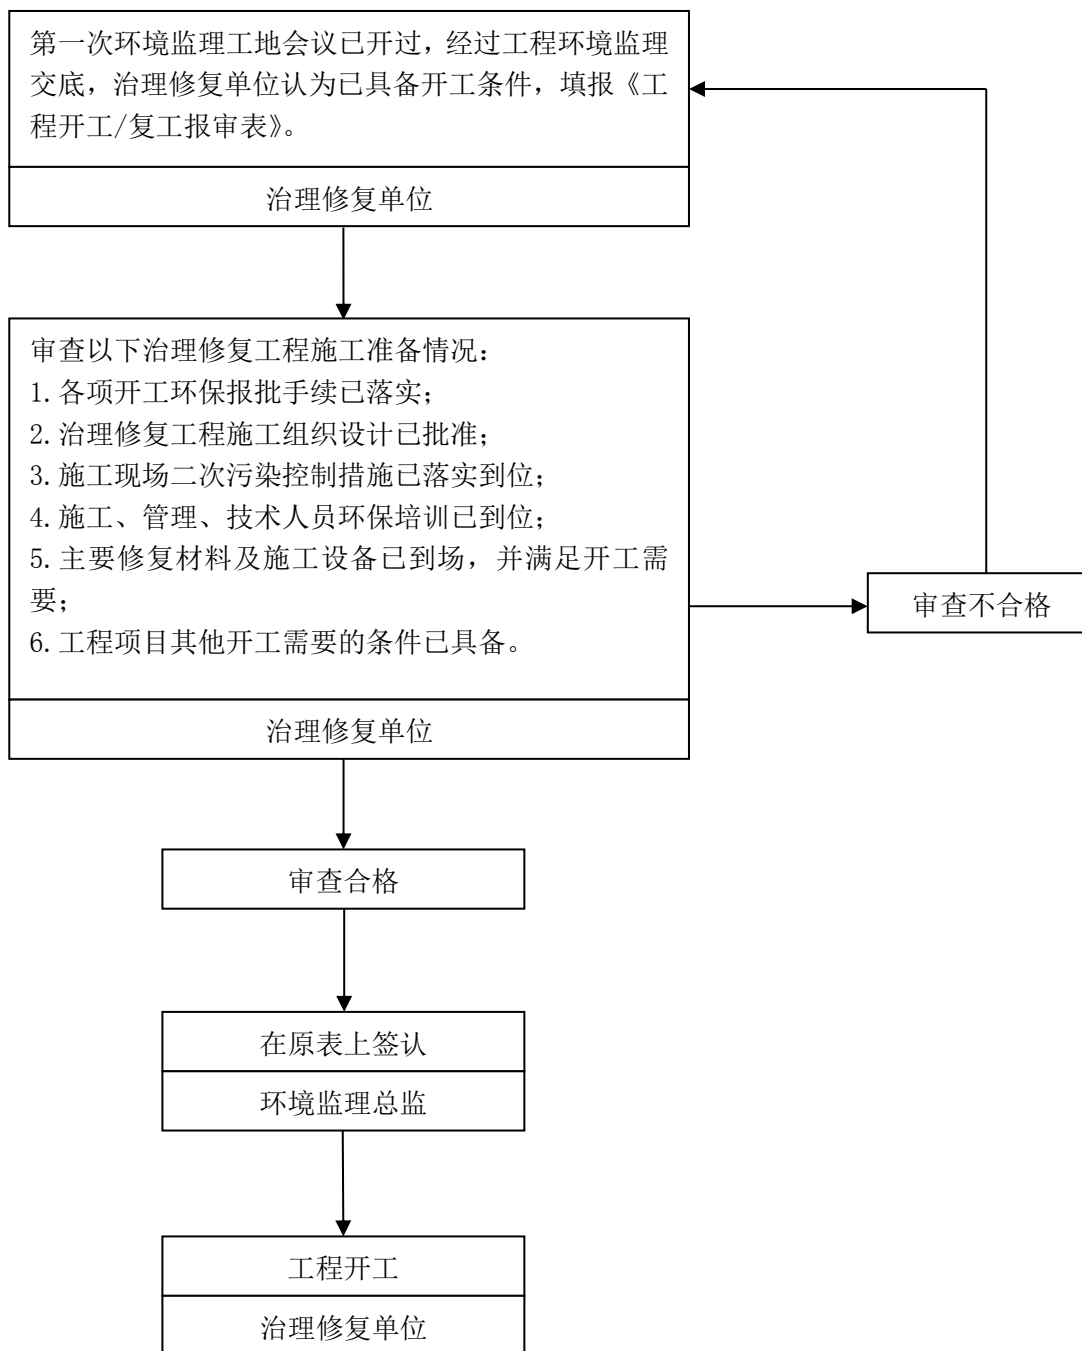 第一次环境监理工地会议已开过，经过工程环境监理
交底，治理修复单位认为已具备开工条件，填报《工
程开工/复工报审表》。
治理修复单位
审查以下治理修复工程施工准备情况：
1.各项开工环保报批手续已落实；
2.治理修复工程施工组织设计已批准；
3.施工现场二次污染控制措施已落实到位；
4.施工、管理、技术人员环保培训已到位；
5.主要修复材料及施工设备已到场，并满足开工需
要；
6.工程项目其他开工需要的条件已具备。
治理修复单位
审查不合格
审查合格
在原表上签认
环境监理总监
工程开工
治理修复单位